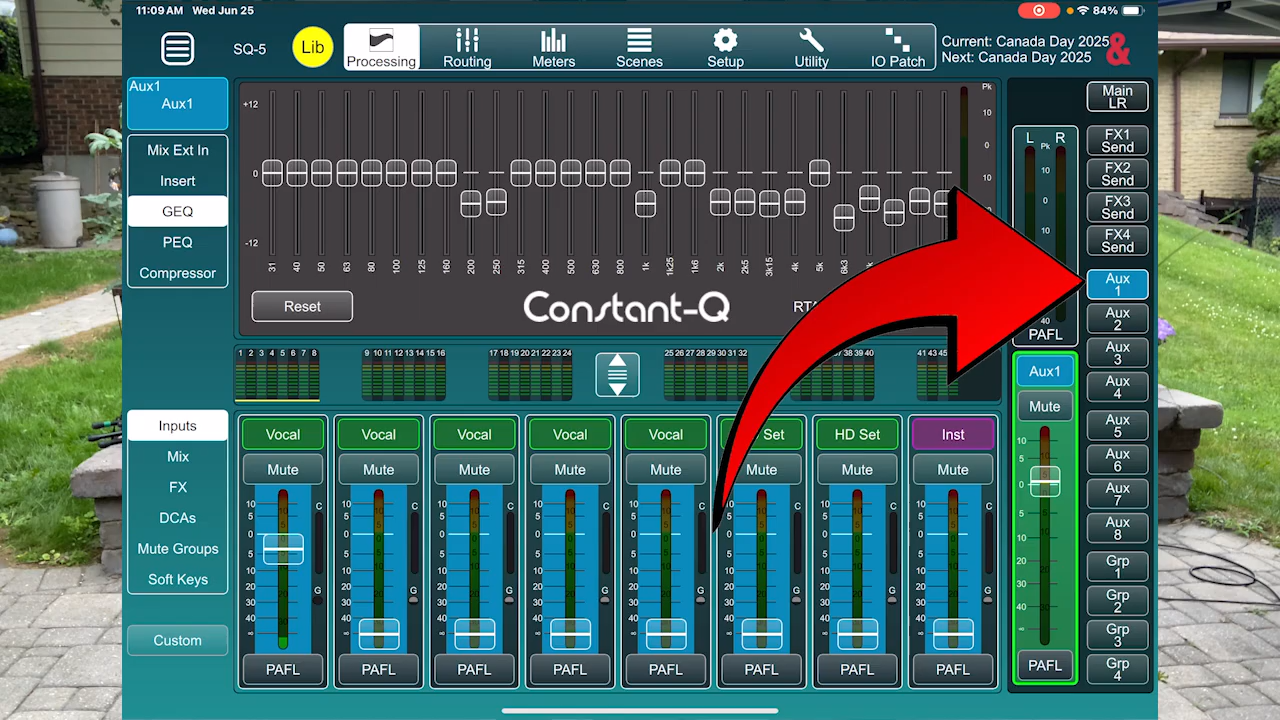 11:09 AM Wed Jun 25
84%
SQ-5
Lib
Processing
Routing
Meters
Scenes
Setup
Utility
IO Patch
Current: Canada Day 2025
Next: Canada Day 2025
&
Aux1
Aux1
Mix Ext In
Insert
GEQ
PEQ
Compressor
+12
0
-12
Pk
10
0
10
31 40 50 63 80 100 125 160 200 250 315 400 500 630 800 1k 1k25 1k6 2k 2k5 3k15 4k 5k 6k3
Reset
Constant-Q
L R
Pk
10
0
10
40
PAFL
1 2 3 4 5 6 7 8
9 10 11 12 13 14 15 16
17 18 19 20 21 22 23 24
25 26 27 28 29 30 31 32
38 39 40
Inputs
Mix
FX
DCAs
Mute Groups
Soft Keys
Custom
Vocal Vocal Vocal Vocal Vocal Set HD Set Inst
Mute Mute Mute Mute Mute Mute Mute Mute
10 5 0 5 10 20 30 40 ∞
C
G
PAFL PAFL PAFL PAFL PAFL PAFL PAFL PAFL
Aux1
Mute
10
5
0
5
10
20
30
40
∞
PAFL
Main
LR
FX1
Send
FX2
Send
FX3
Send
FX4
Send
Aux
1
Aux
2
Aux
3
Aux
4
Aux
5
Aux
6
Aux
7
Aux
8
Grp
1
Grp
2
Grp
3
Grp
4